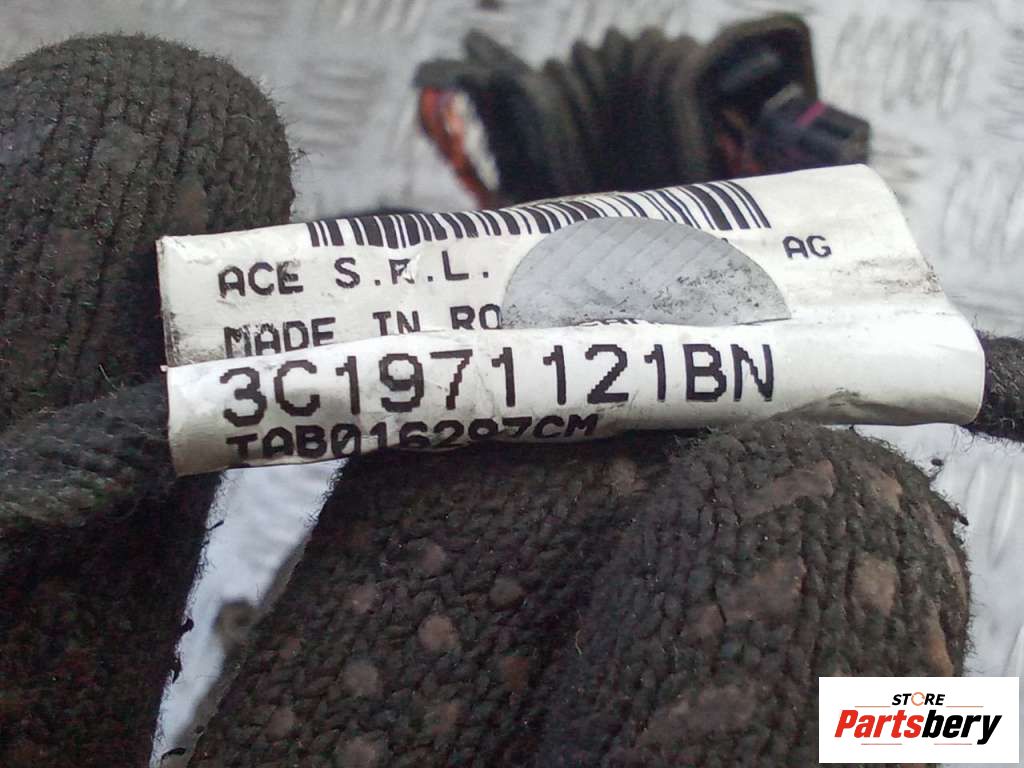 ACE S.R.L. AG
MADE IN RO
3C1971121BN
TAB016297CM
STORE
Partsbery